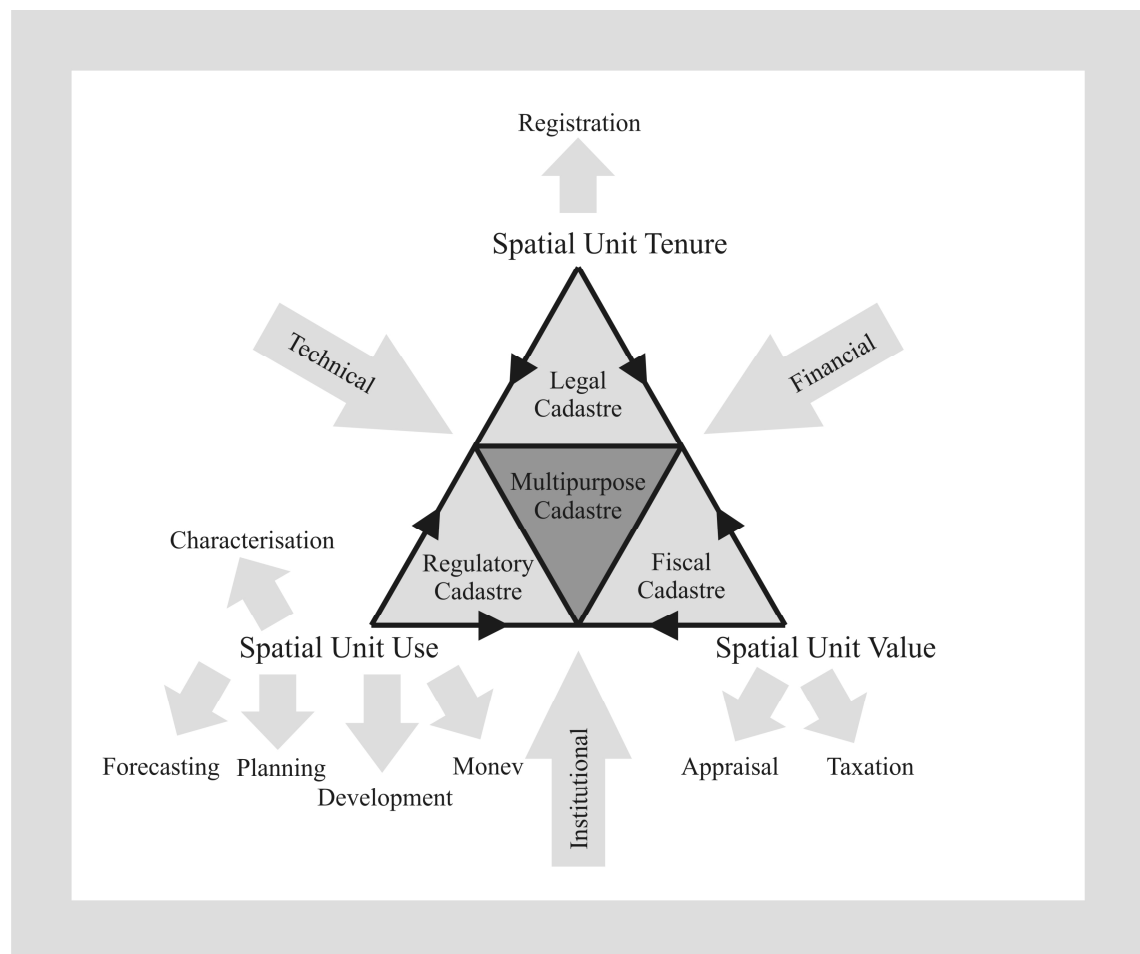 Registration
Spatial Unit Tenure
Technical
Financial
Legal
Cadastre
Multipurpose
Cadastre
Characterisation
Regulatory
Cadastre
Fiscal
Cadastre
Spatial Unit Use
Spatial Unit Value
Forecasting
Planning
Development
Monev
Institutional
Appraisal
Taxation